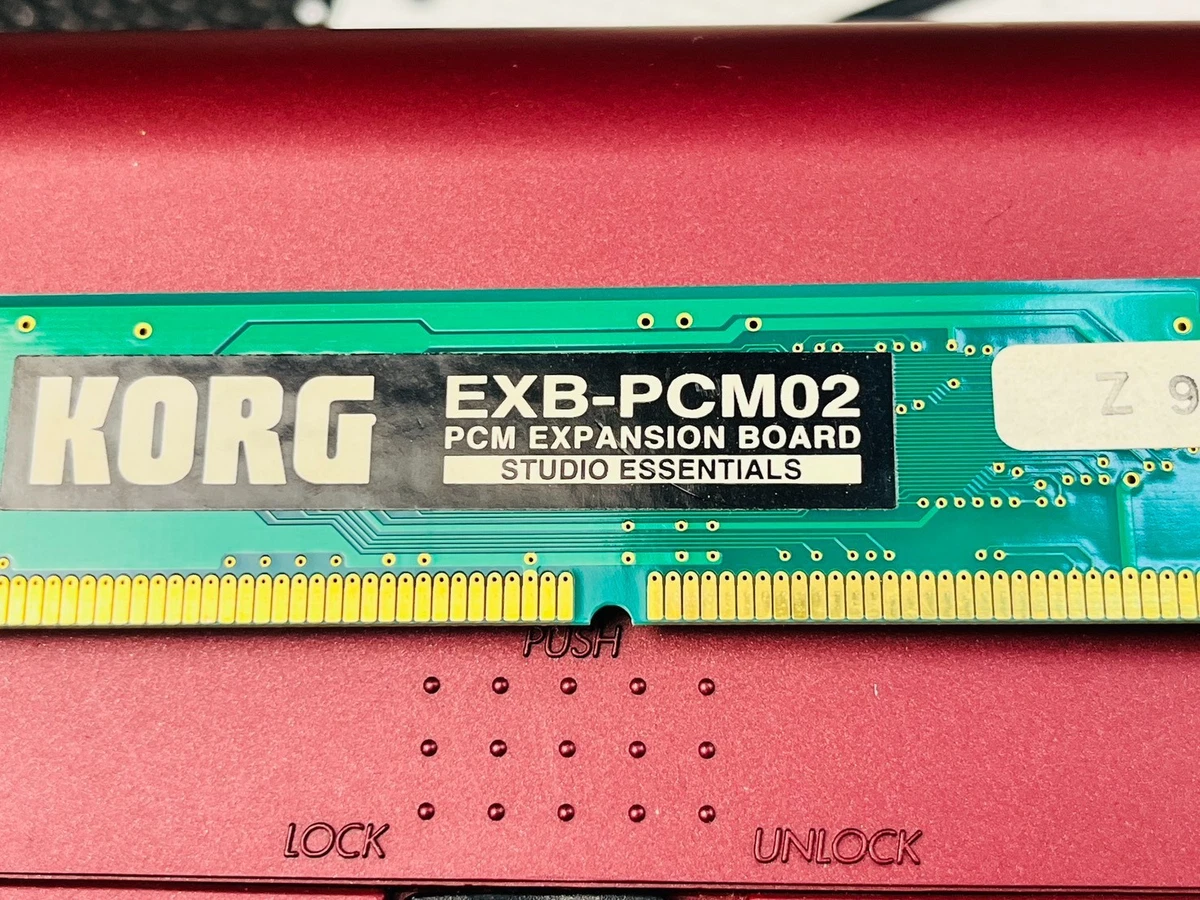 KORG
EXB-PCM02
PCM EXPANSION BOARD
STUDIO ESSENTIALS
Z 9
PUSH
LOCK
UNLOCK